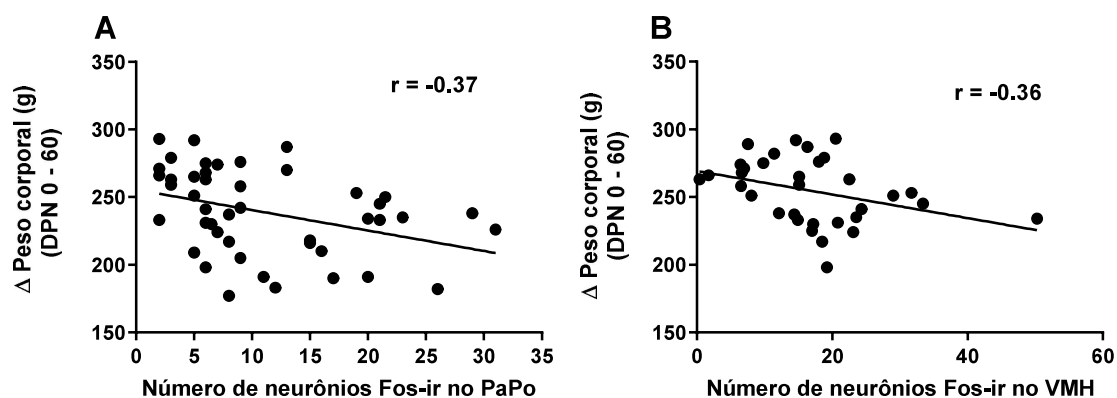 A
r = -0.37
Δ Peso corporal (g)
(DPN 0 - 60)
350
300
250
200
150
0 5 10 15 20 25 30 35
Número de neurônios Fos-ir no PaPo
B
r = -0.36
Δ Peso corporal (g)
(DPN 0 - 60)
350
300
250
200
150
0 20 40 60
Número de neurônios Fos-ir no VMH